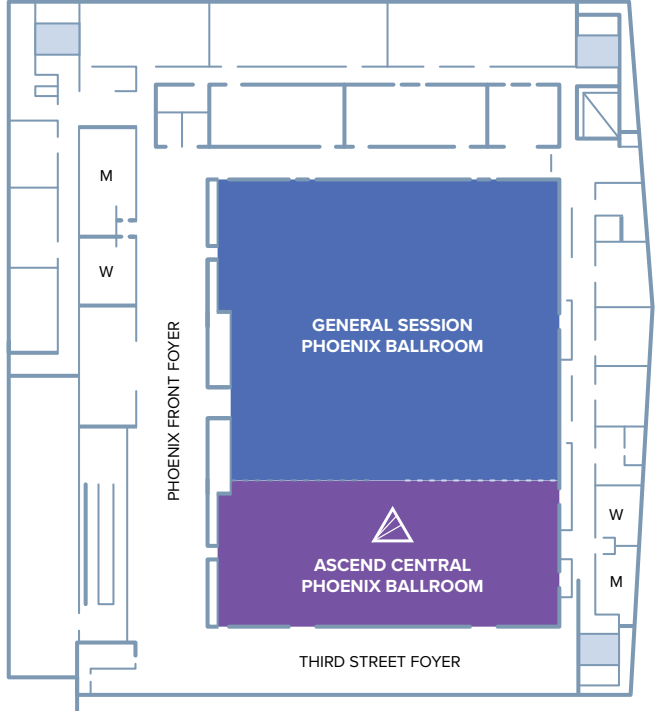 M
W
GENERAL SESSION
PHOENIX BALLROOM
PHOENIX FRONT FOYER
W
ASCEND CENTRAL
PHOENIX BALLROOM
M
THIRD STREET FOYER